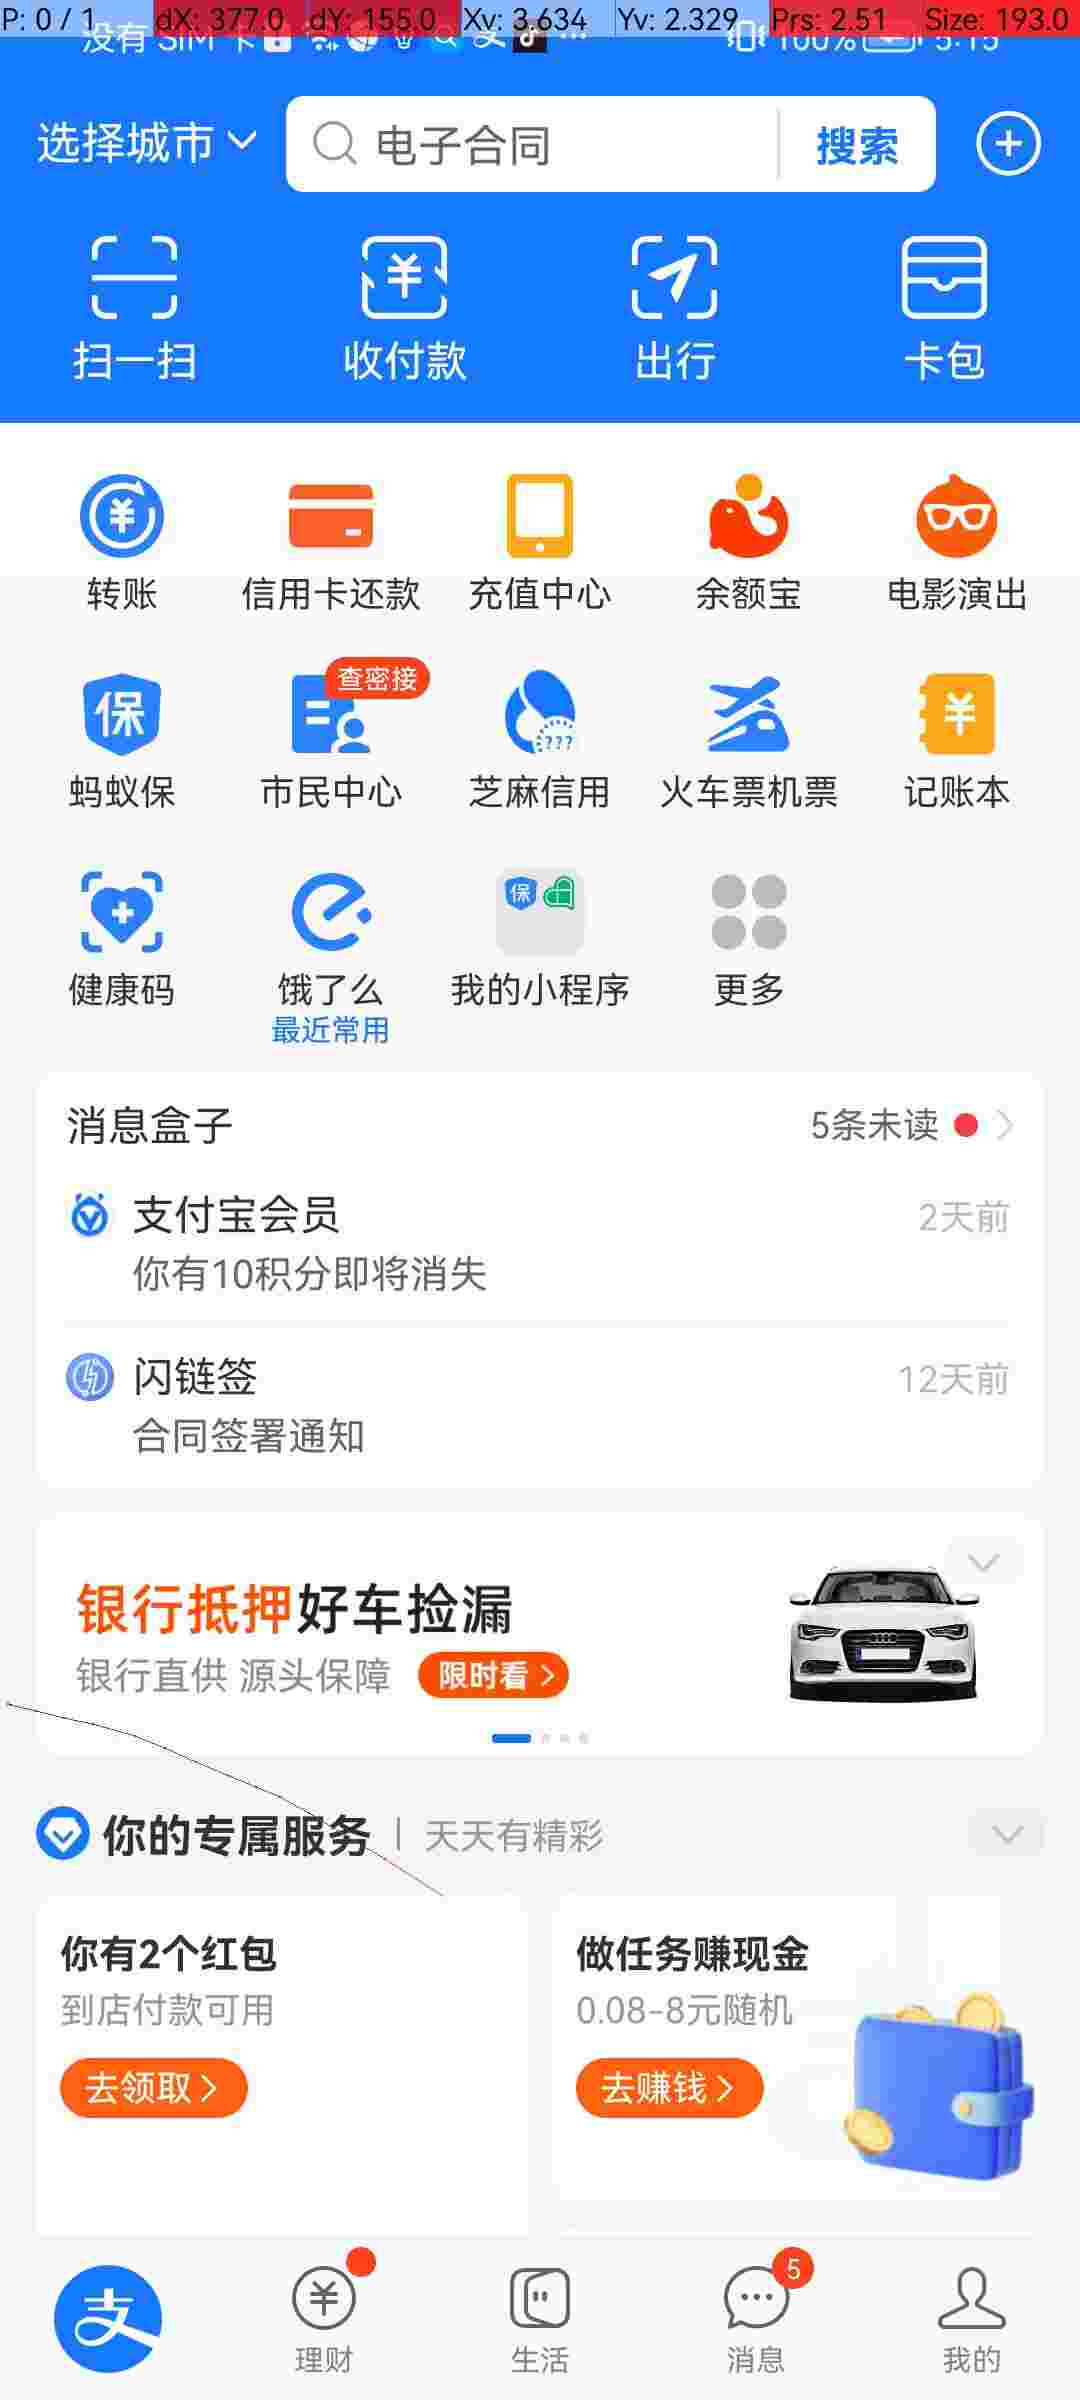 P: 0 / 1 dX: 377.0 dY: 155.0 Xv: 3.634 Yv: 2.329 Prs: 2.51 Size: 193.0
没有 SIM 卡 100% 5:15
选择城市 电子合同 搜索
扫一扫 收付款 出行 卡包
转账 信用卡还款 充值中心 余额宝 电影演出
查密接
保
???
蚂蚁保 市民中心 芝麻信用 火车票机票 记账本
保
健康码 饿了么 我的小程序 更多
最近常用
消息盒子 5条未读
支付宝会员 2天前
你有10积分即将消失
闪链签 12天前
合同签署通知
银行抵押好车捡漏
银行直供 源头保障 限时看
你的专属服务 天天有精彩
你有2个红包 做任务赚现金
到店付款可用 0.08-8元随机
去领取 去赚钱
支
5
理财 生活 消息 我的